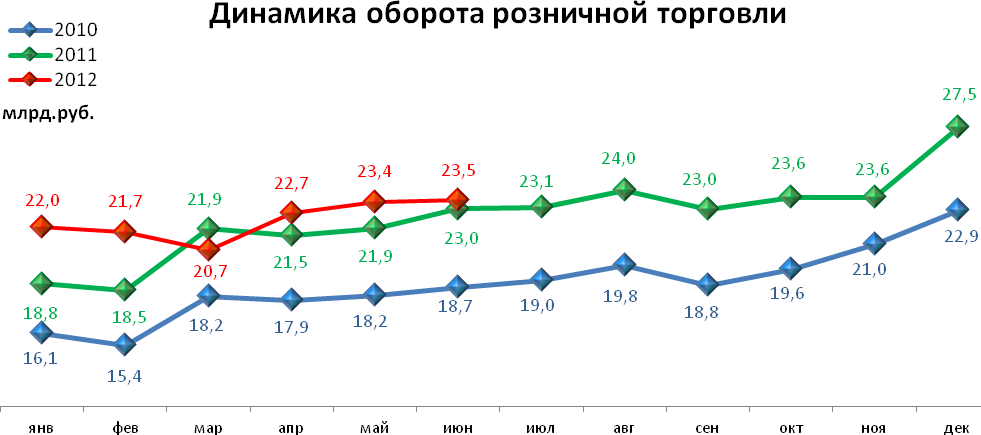 Динамика оборота розничной торговли
2010
2011
2012
млрд.руб.
27,5
22,0 21,7 21,9 22,7 23,4 23,5 23,1 24,0 23,0 23,6 23,6
20,7 21,5 21,9 23,0 22,9
18,8 18,5 18,2 17,9 18,2 18,7 19,0 19,8 18,8 19,6 21,0
16,1 15,4
янв фев мар апр май июн июл авг сен окт ноя дек